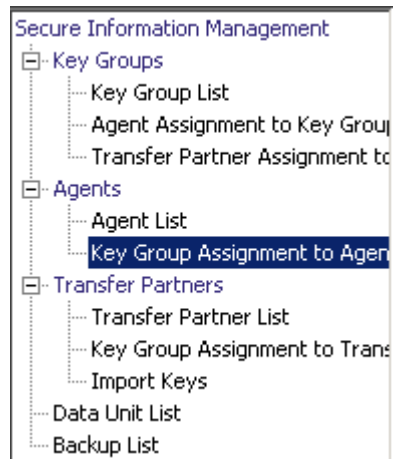 Secure Information Management
Key Groups
Key Group List
Agent Assignment to Key Grou
Transfer Partner Assignment to
Agents
Agent List
Key Group Assignment to Agen
Transfer Partners
Transfer Partner List
Key Group Assignment to Trans
Import Keys
Data Unit List
Backup List